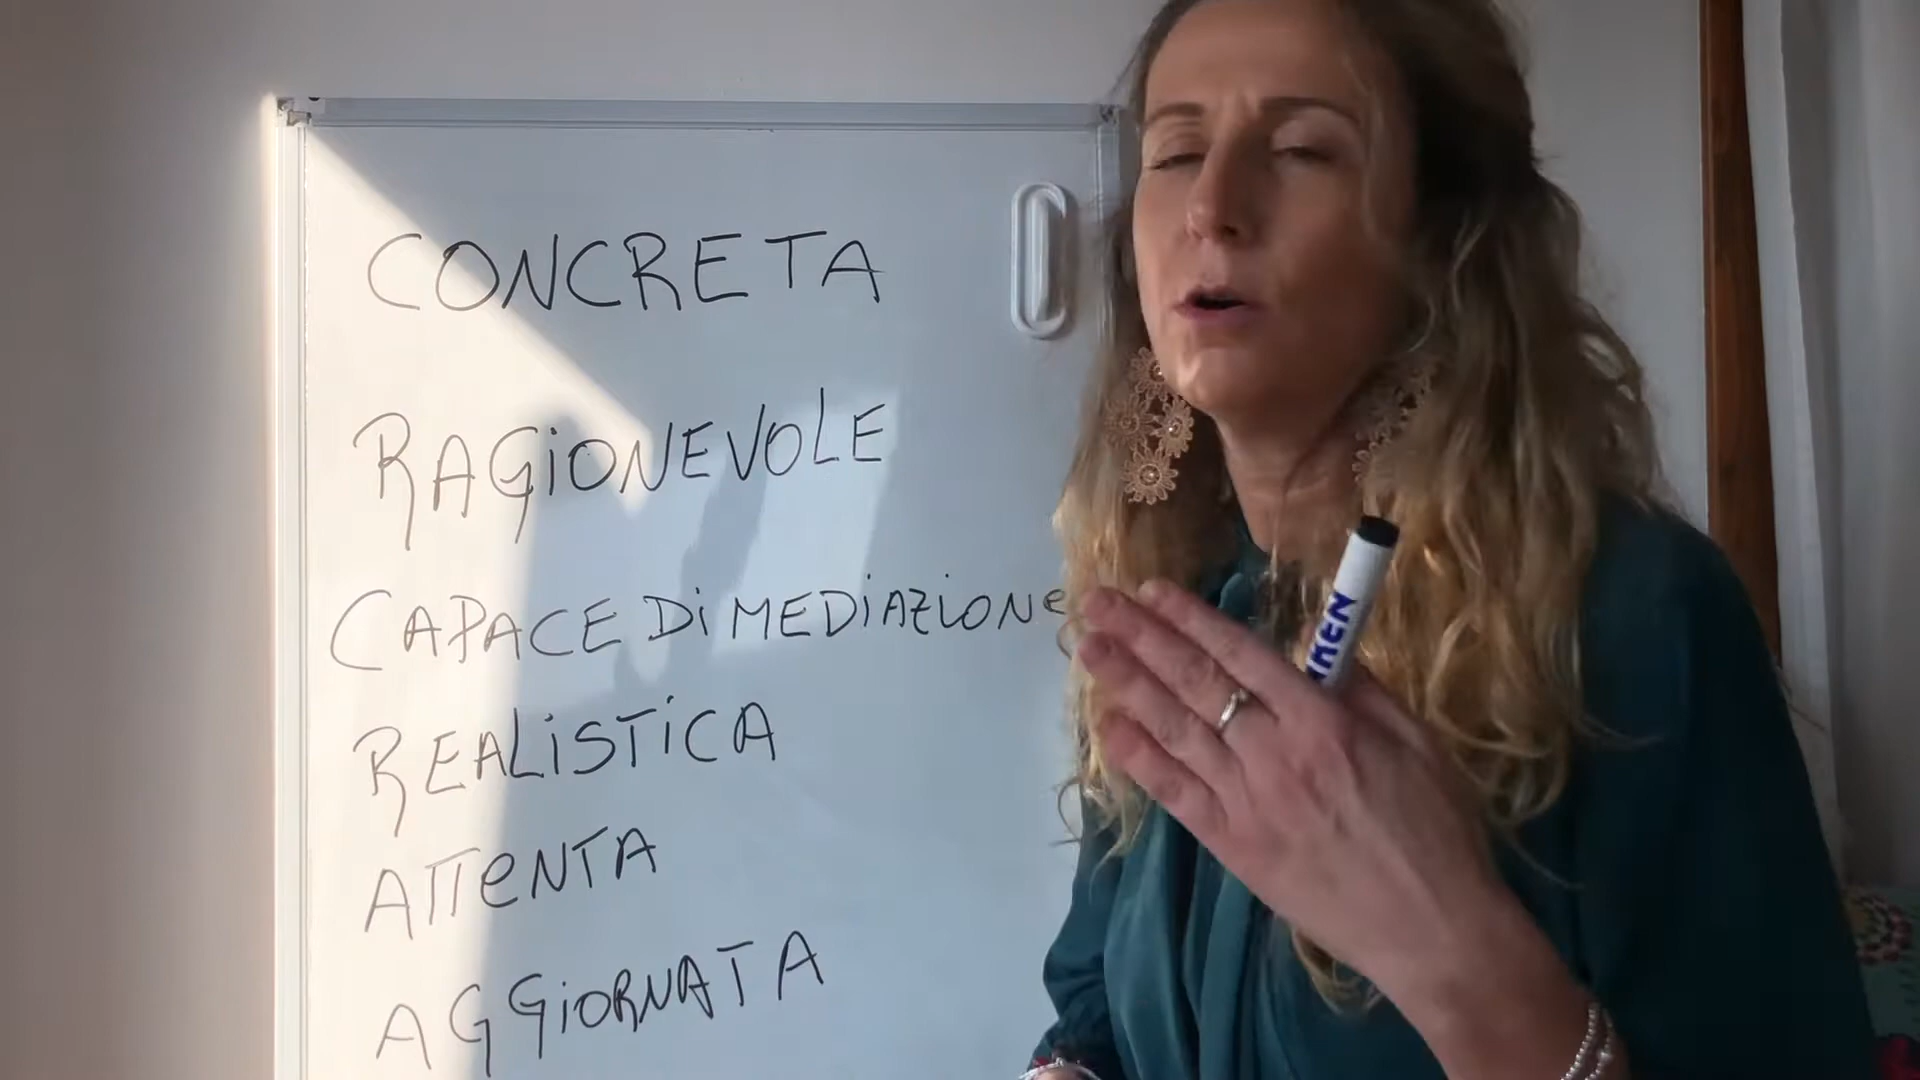 CONCRETA
RAGiONEVOLE
CAPACE Di MEDiAZiONe
REALiSTiCA
ATTeNTA
AGGiORNATA